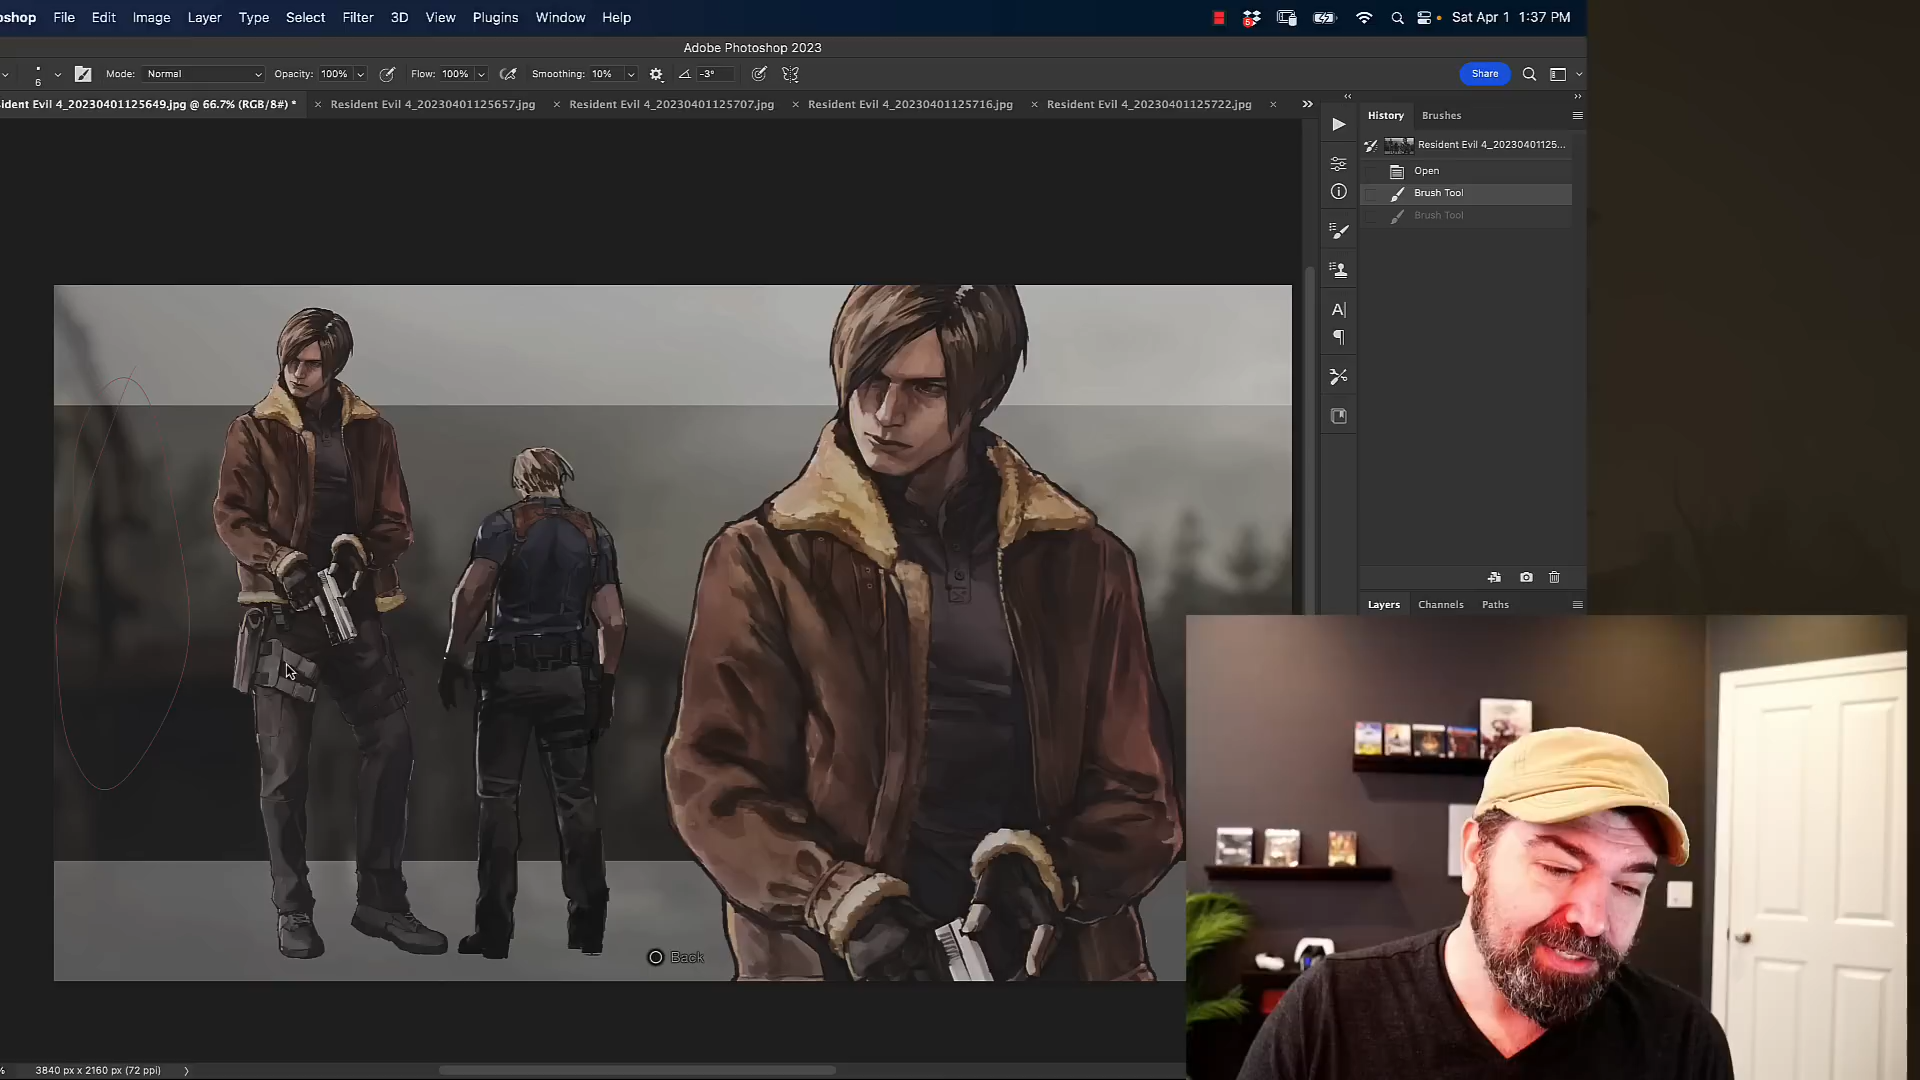 oshop File Edit Image Layer Type Select Filter 3D View Plugins Window Help Sat Apr 1 1:37 PM
Adobe Photoshop 2023
6 Mode: Normal Opacity: 100% Flow: 100% Smoothing: 10% -3° Share
ident Evil 4_20230401125649.jpg @ 66.7% (RGB/8#) * × Resident Evil 4_20230401125657.jpg × Resident Evil 4_20230401125707.jpg × Resident Evil 4_20230401125716.jpg × Resident Evil 4_20230401125722.jpg ×
History Brushes
Resident Evil 4_20230401125...
Open
Brush Tool
Brush Tool
Layers Channels Paths
Back
% 3840 px x 2160 px (72 ppi)